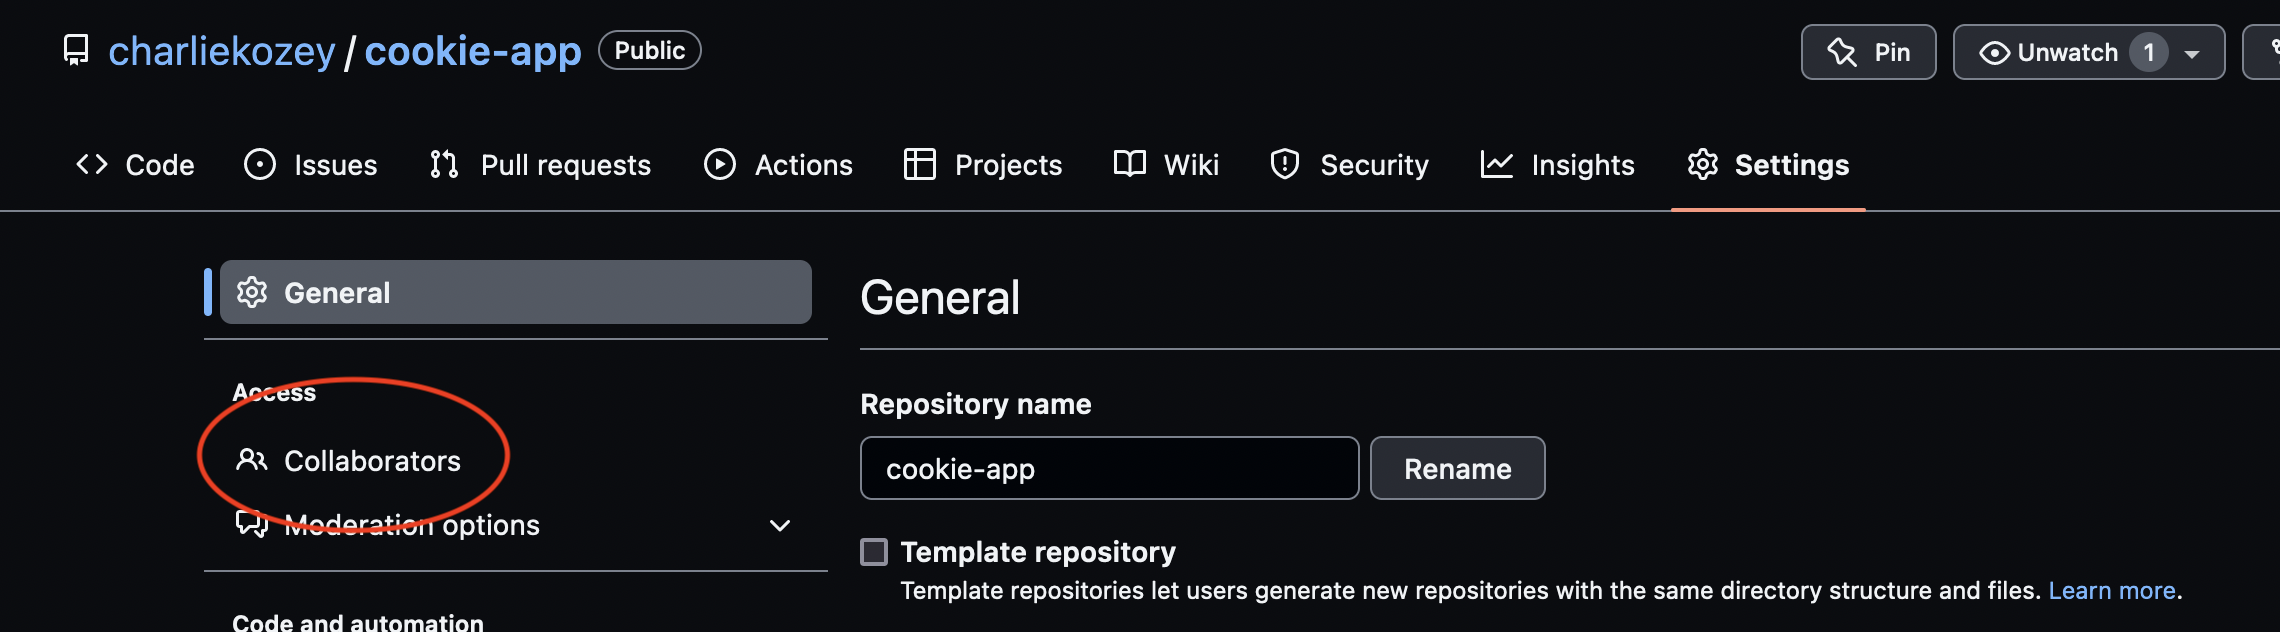 charliekozey / cookie-app Public Pin Unwatch 1
Code Issues Pull requests Actions Projects Wiki Security Insights Settings
General
Access
Collaborators
Moderation options
Code and automation
General
Repository name
cookie-app Rename
Template repository
Template repositories let users generate new repositories with the same directory structure and files. Learn more.